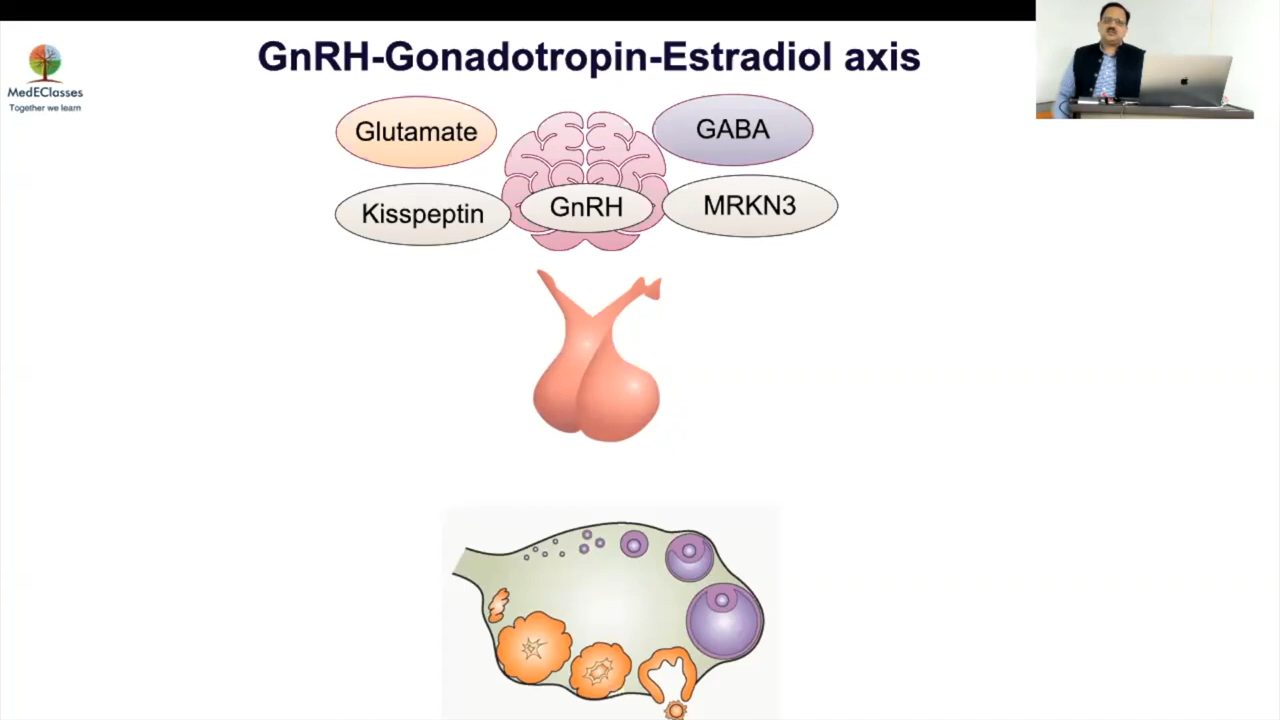 GnRH-Gonadotropin-Estradiol axis
MedEClasses
Together we learn
Glutamate
GABA
Kisspeptin
GnRH
MRKN3